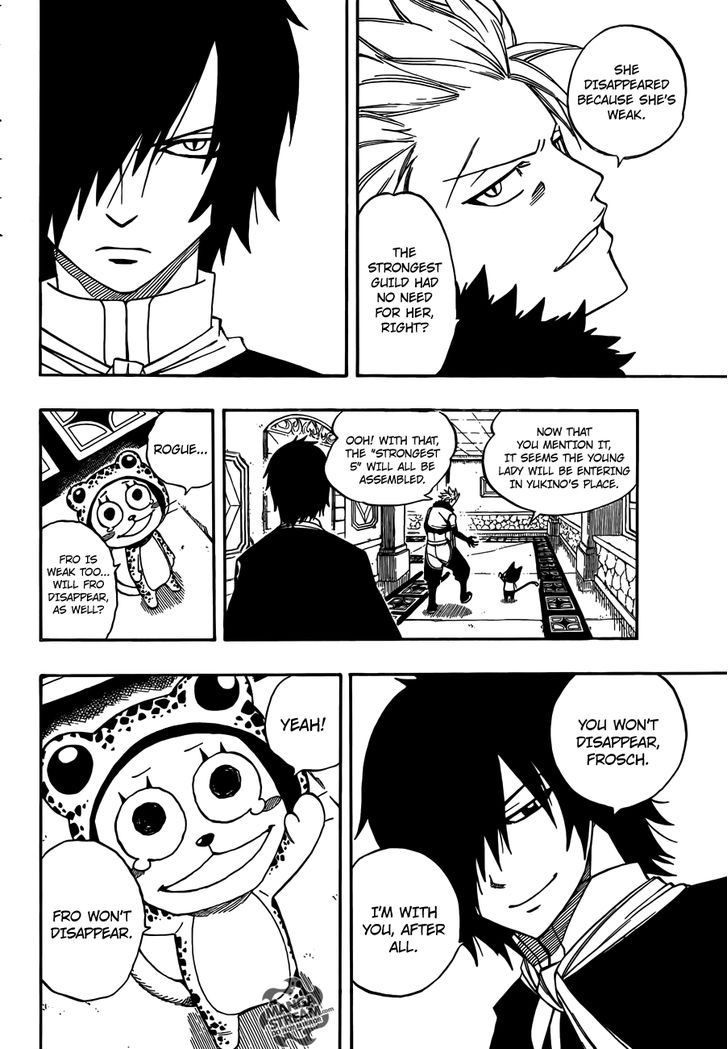 SHE
DISAPPEARED
BECAUSE SHE'S
WEAK.
THE
STRONGEST
GUILD HAD
NO NEED
FOR HER,
RIGHT?
NOW THAT
YOU MENTION IT,
IT SEEMS THE YOUNG
LADY WILL BE ENTERING
IN YUKINO'S PLACE.
OOH! WITH THAT,
THE "STRONGEST
5" WILL ALL BE
ASSEMBLED.
ROGUE...
FRO IS
WEAK TOO...
WILL FRO
DISAPPEAR,
AS WELL?
YOU WON'T
DISAPPEAR,
FROSCH.
I'M WITH
YOU, AFTER
ALL.
YEAH!
FRO WON'T
DISAPPEAR.
MANGA
STREAM